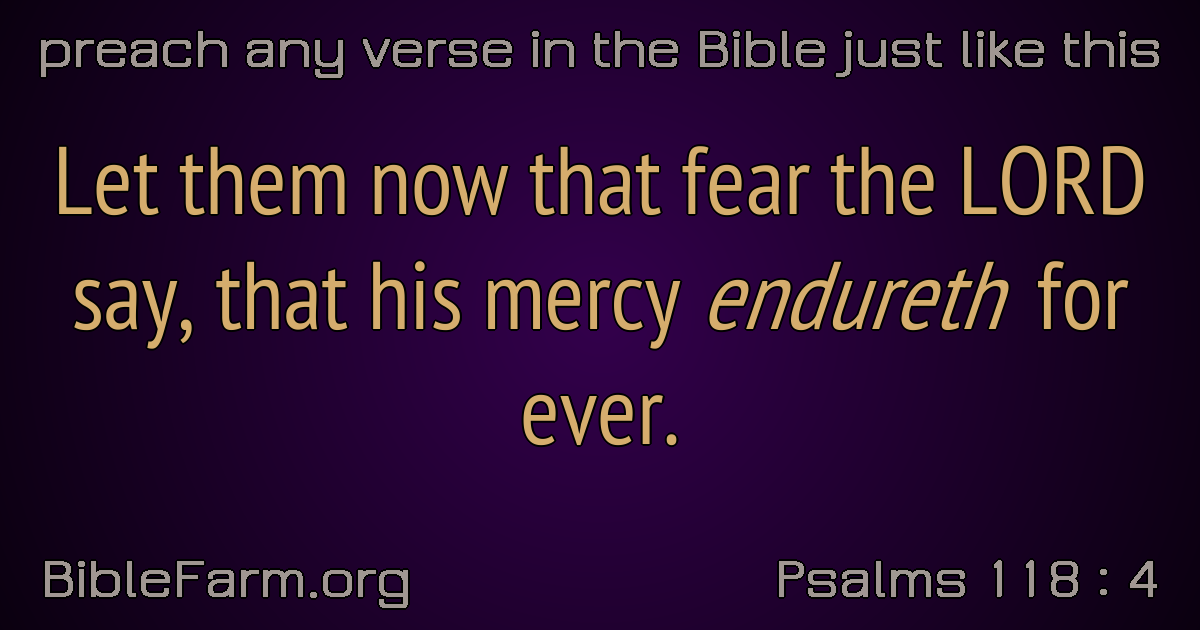 preach any verse in the Bible just like this
Let them now that fear the LORD
say, that his mercy endureth for
ever.
BibleFarm.org
Psalms 118 : 4